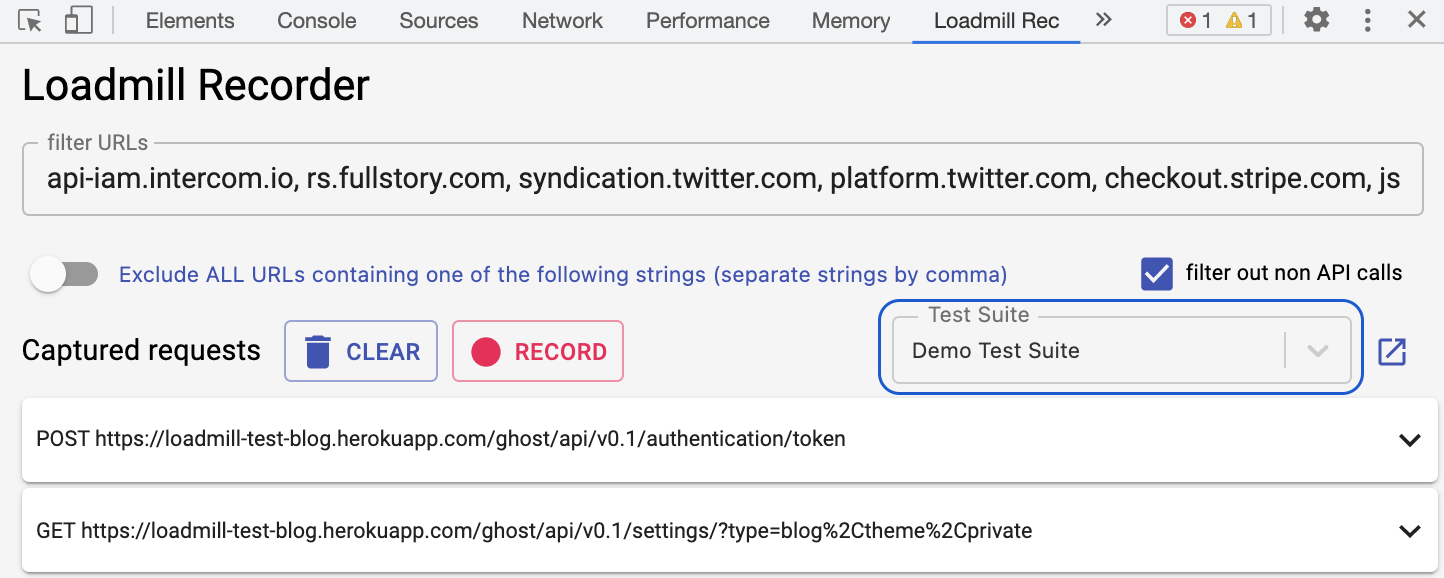 Elements Console Sources Network Performance Memory Loadmill Rec 1 1
Loadmill Recorder
filter URLs
api-iam.intercom.io, rs.fullstory.com, syndication.twitter.com, platform.twitter.com, checkout.stripe.com, js
Exclude ALL URLs containing one of the following strings (separate strings by comma) filter out non API calls
Test Suite
Captured requests CLEAR RECORD Demo Test Suite
POST https://loadmill-test-blog.herokuapp.com/ghost/api/v0.1/authentication/token
GET https://loadmill-test-blog.herokuapp.com/ghost/api/v0.1/settings/?type=blog%2Ctheme%2Cprivate